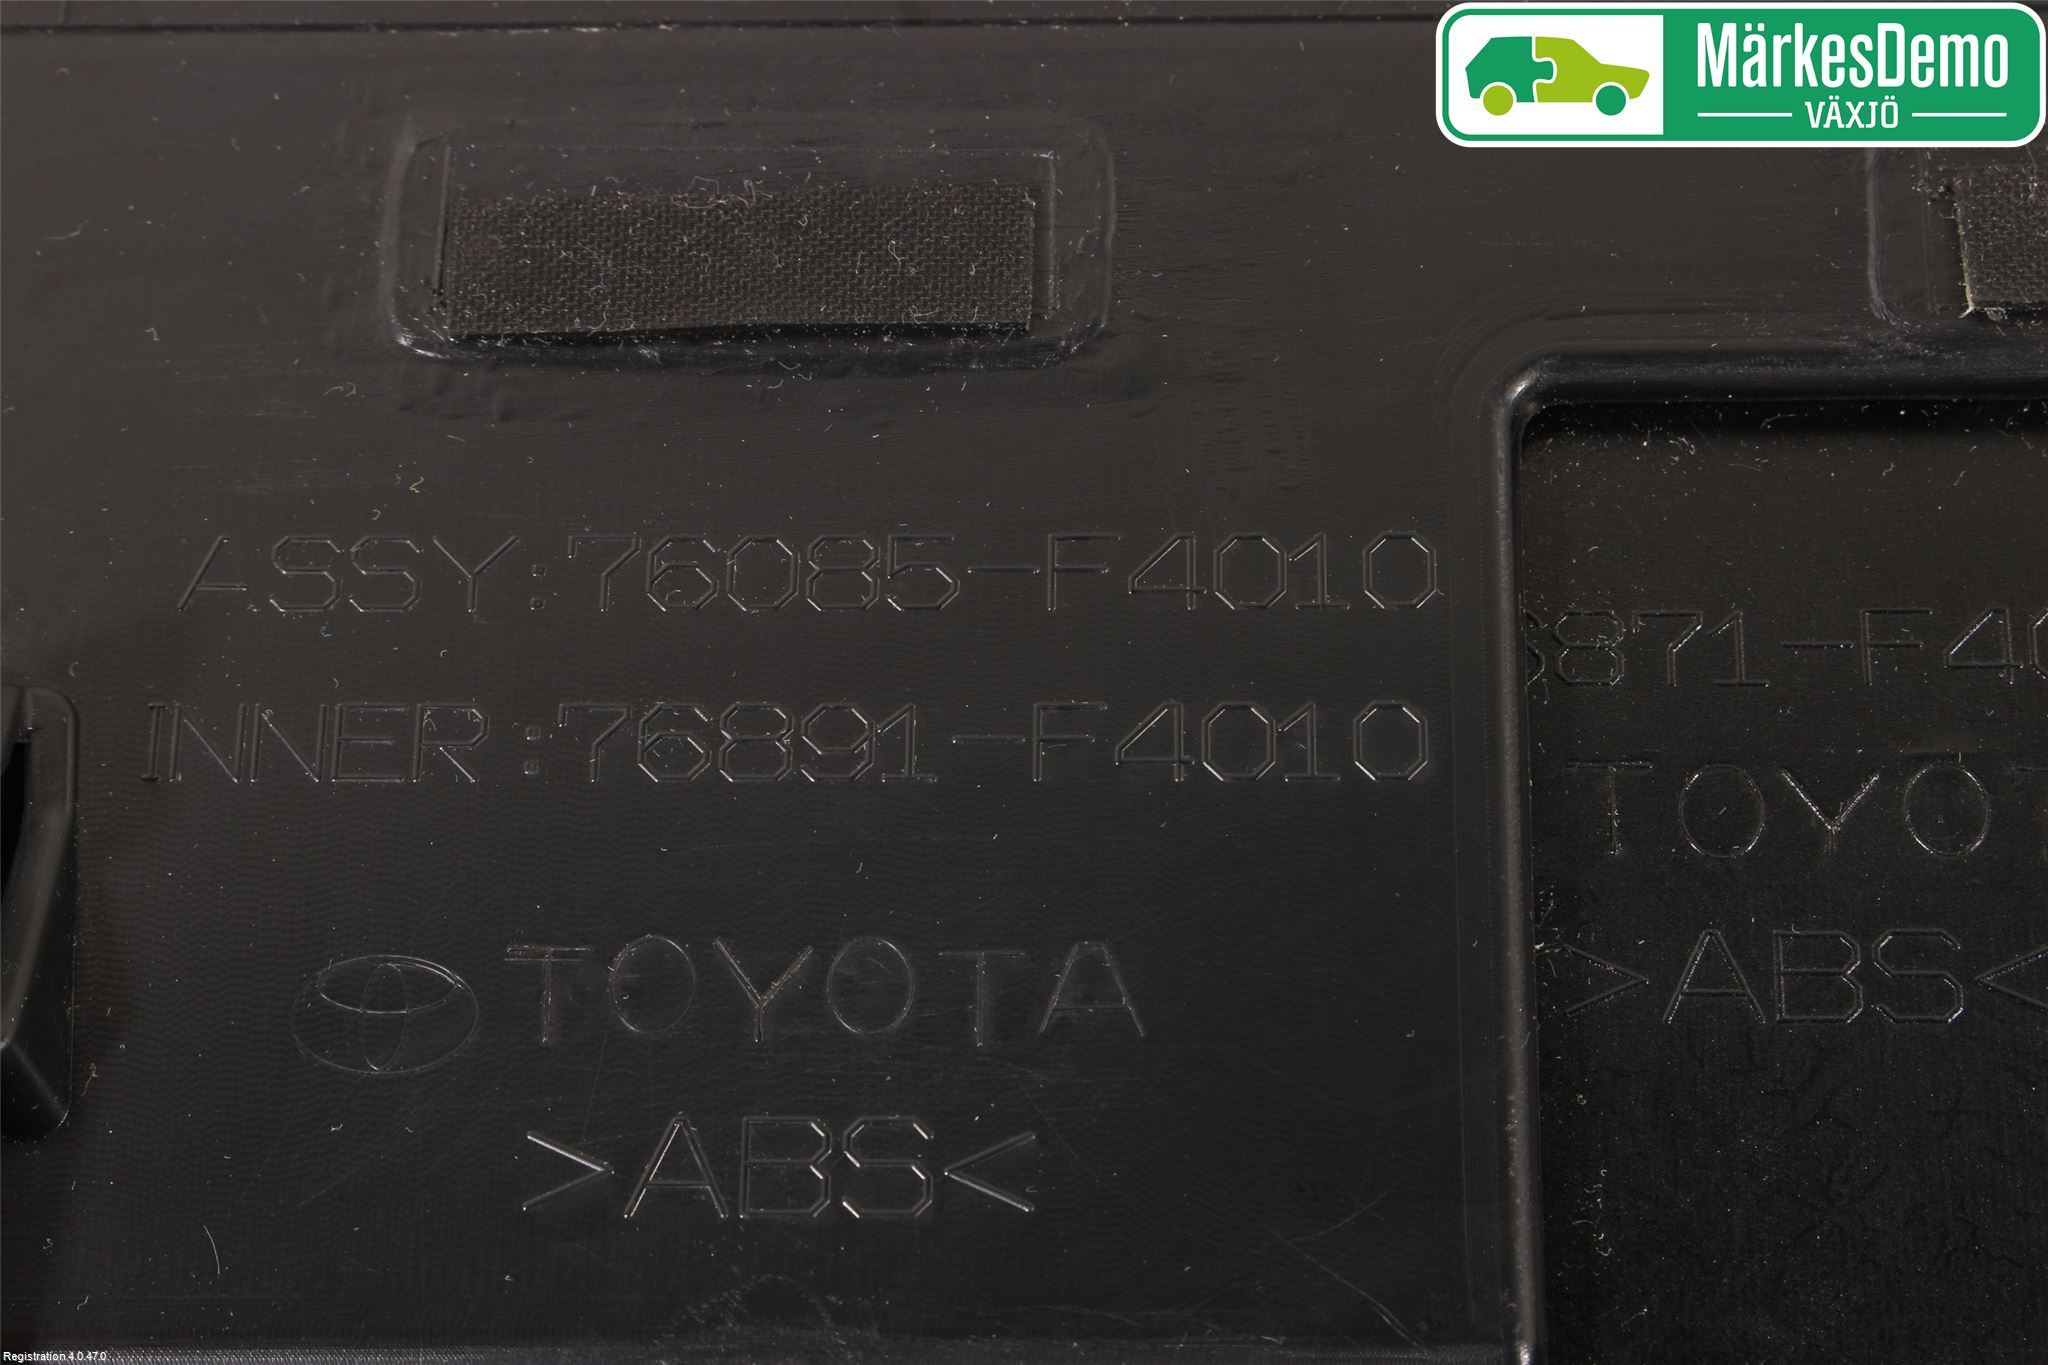 MärkesDemo
VÄXJÖ
ASSY:76085-F4010
INNER:76891-F4010
TOYOTA
>ABS<
871-F4
TOYO
>ABS<
Registration 4.0.47.0